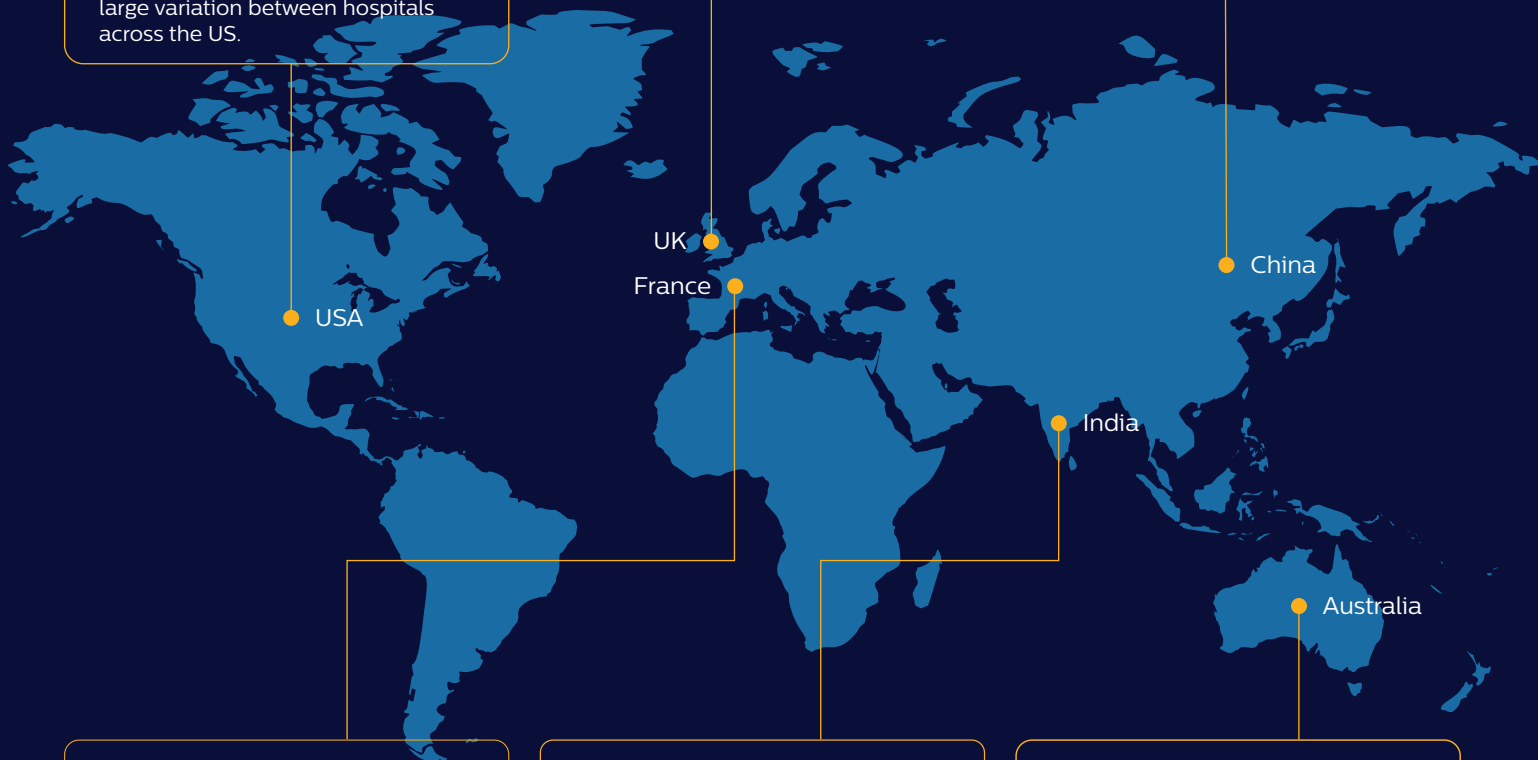 large variation between hospitals
across the US.
UK
China
France
USA
India
Australia